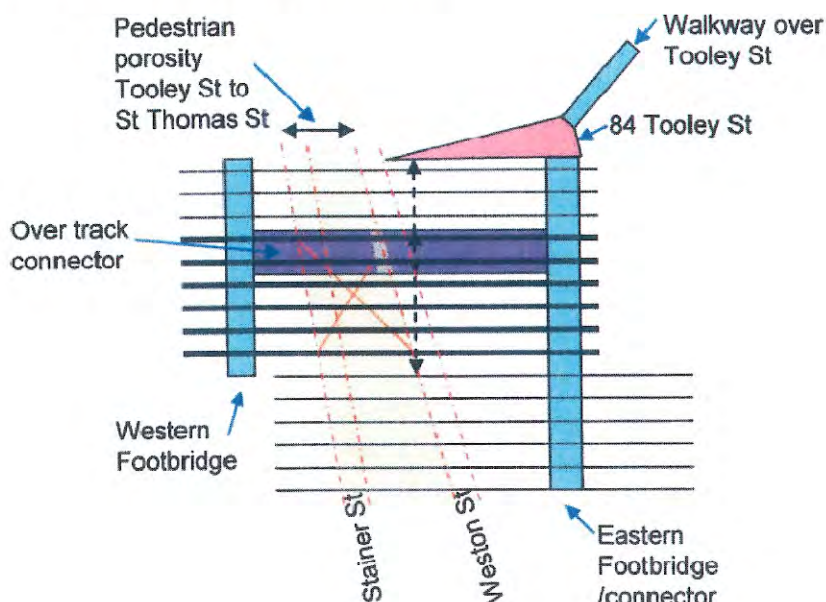 Pedestrian
porosity
Tooley St to
St Thomas St
Walkway over
Tooley St
84 Tooley St
Over track
connector
Western
Footbridge
Stainer St
Weston St
Eastern
Footbridge
/connector